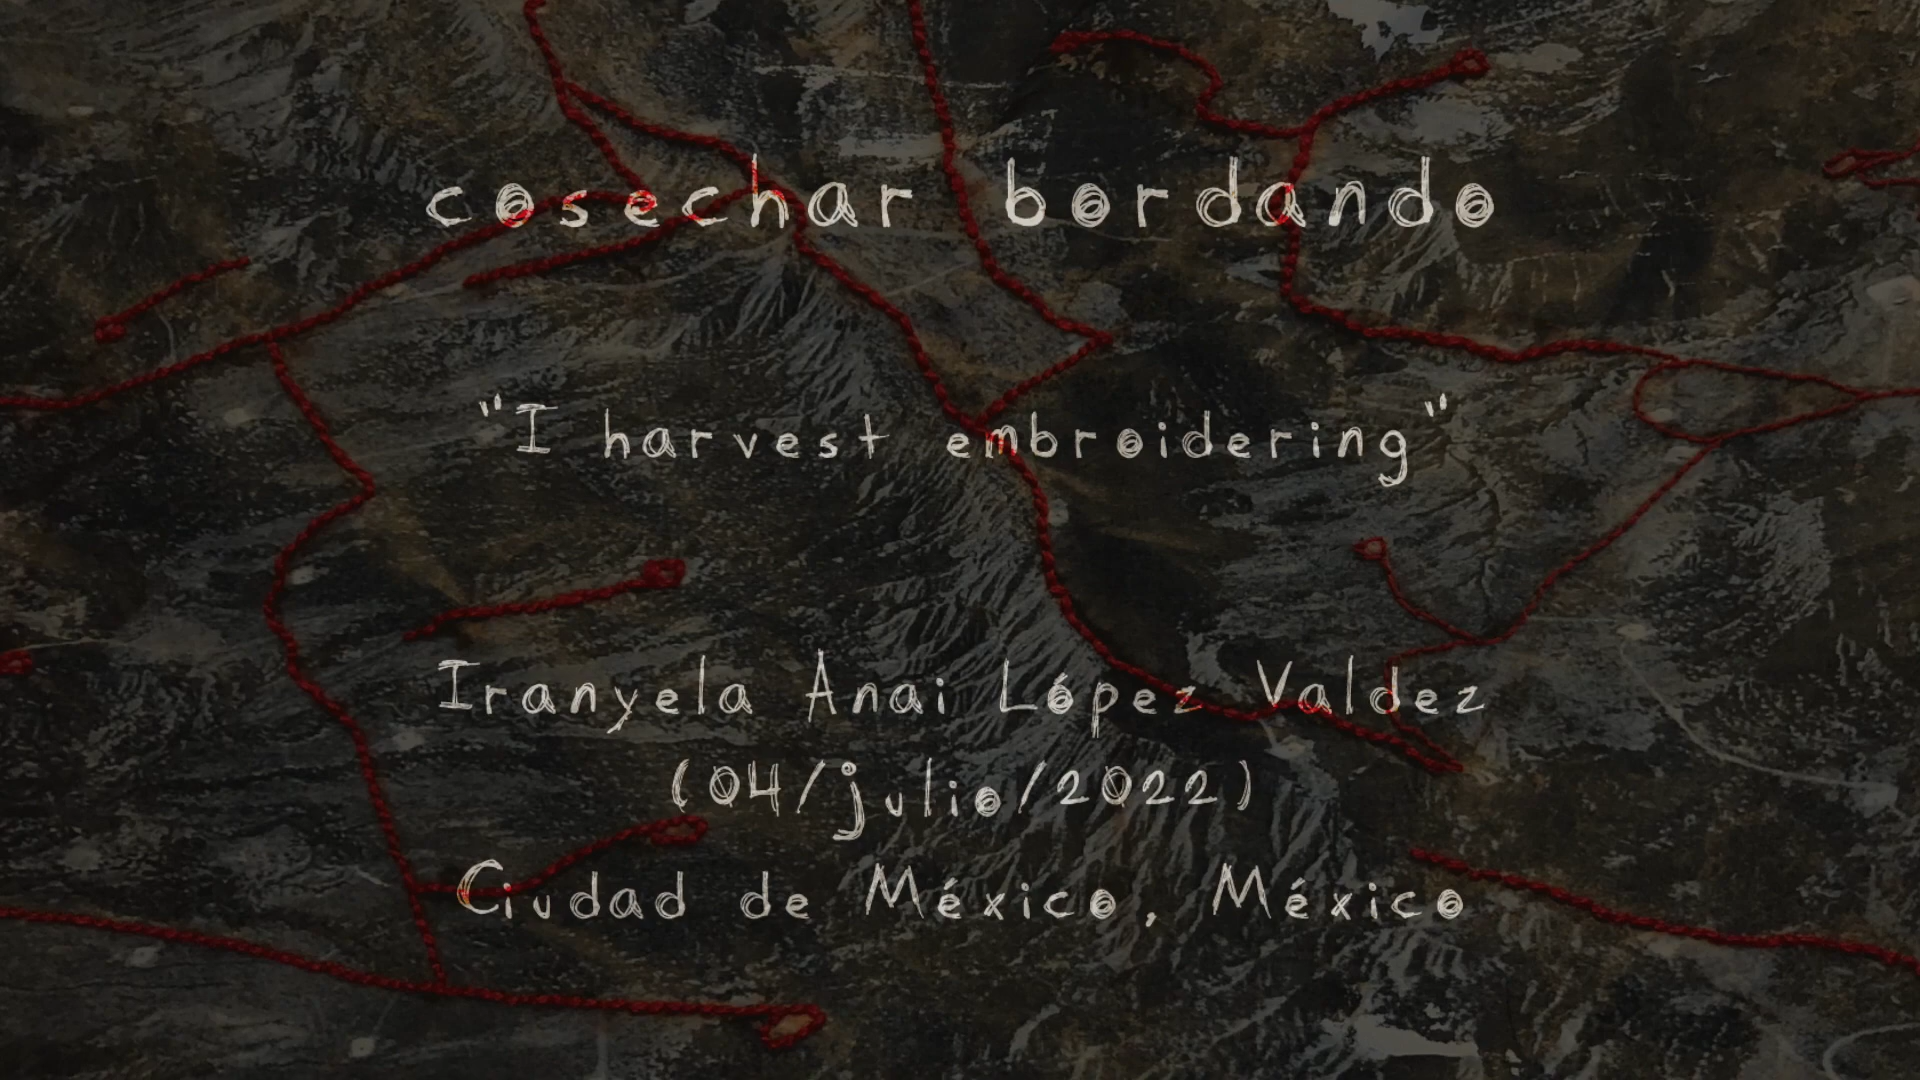 cosechar bordando
"I harvest embroidering"
Iranyela Anai López Valdez
(04/julio/2022)
Ciudad de México, México